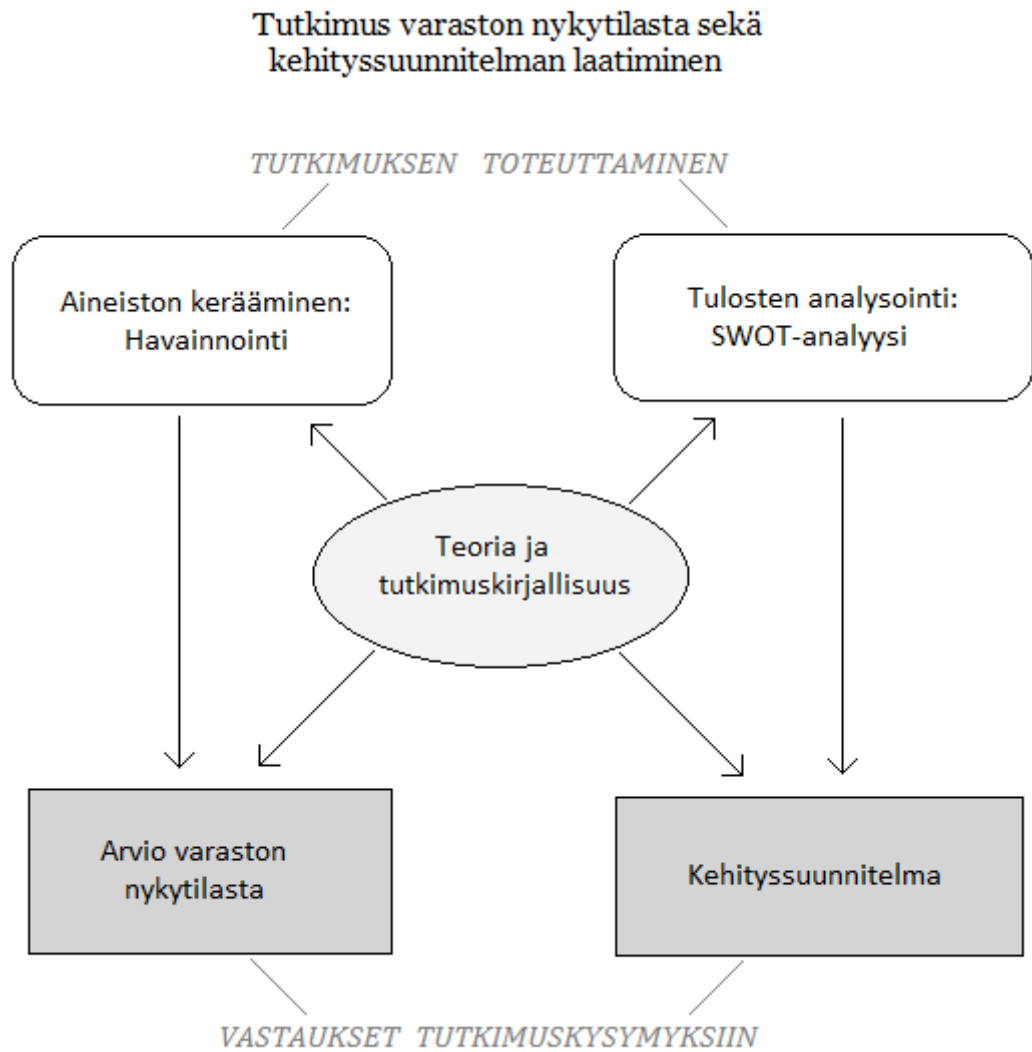 Tutkimus varaston nykytilasta sekä
kehityssuunnitelman laatiminen
TUTKIMUKSEN TOTEUTTAMINEN
Aineiston kerääminen:
Havainnointi
Tulosten analysointi:
SWOT-analyysi
Teoria ja
tutkimuskirjallisuus
Arvio varaston
nykytilasta
Kehityssuunnitelma
VASTAUKSET TUTKIMUSKYSYMYKSIIN